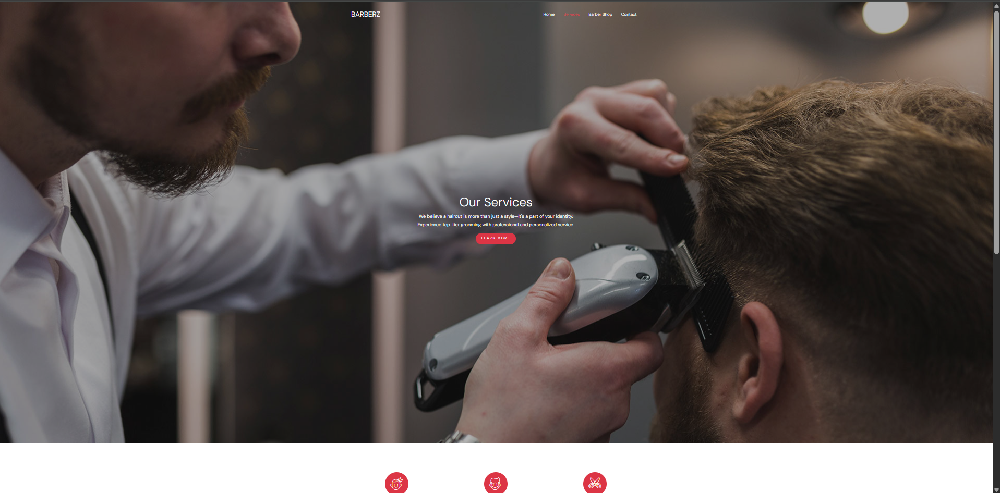 BARBERZ
Home Services Barber Shop Contact
Our Services
We believe a haircut is more than just a style—it's a part of your identity.
Experience top-tier grooming with professional and personalized service.
LEARN MORE